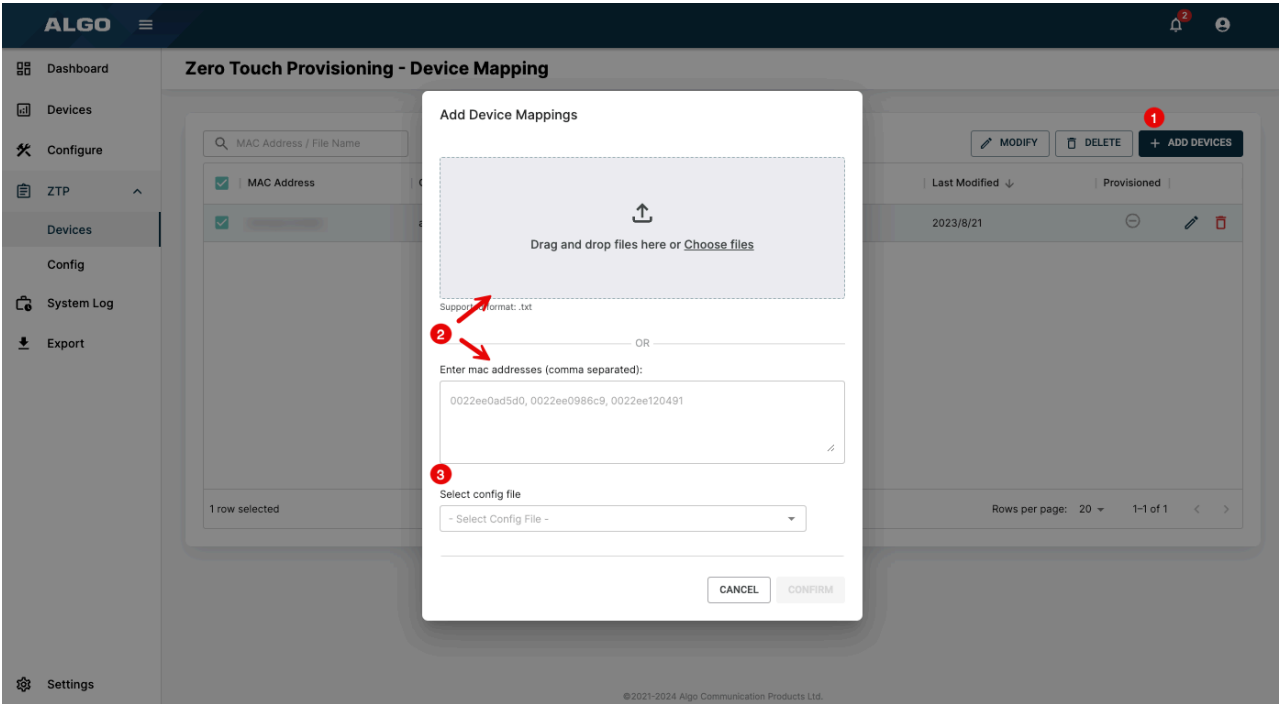 ALGO
2
Dashboard
Devices
Configure
ZTP
Devices
Config
System Log
Export
Settings
Zero Touch Provisioning - Device Mapping
MAC Address / File Name
1
MODIFY
DELETE
+ ADD DEVICES
MAC Address
Last Modified
Provisioned
2023/8/21
1 row selected
Rows per page: 20
1-1 of 1
Add Device Mappings
Drag and drop files here or Choose files
format: .txt
2
OR
Enter mac addresses (comma separated):
0022ee0ad5d0, 0022ee0986c9, 0022ee120491
3
Select config file
- Select Config File -
CANCEL
CONFIRM
©2021-2024 Algo Communication Products Ltd.